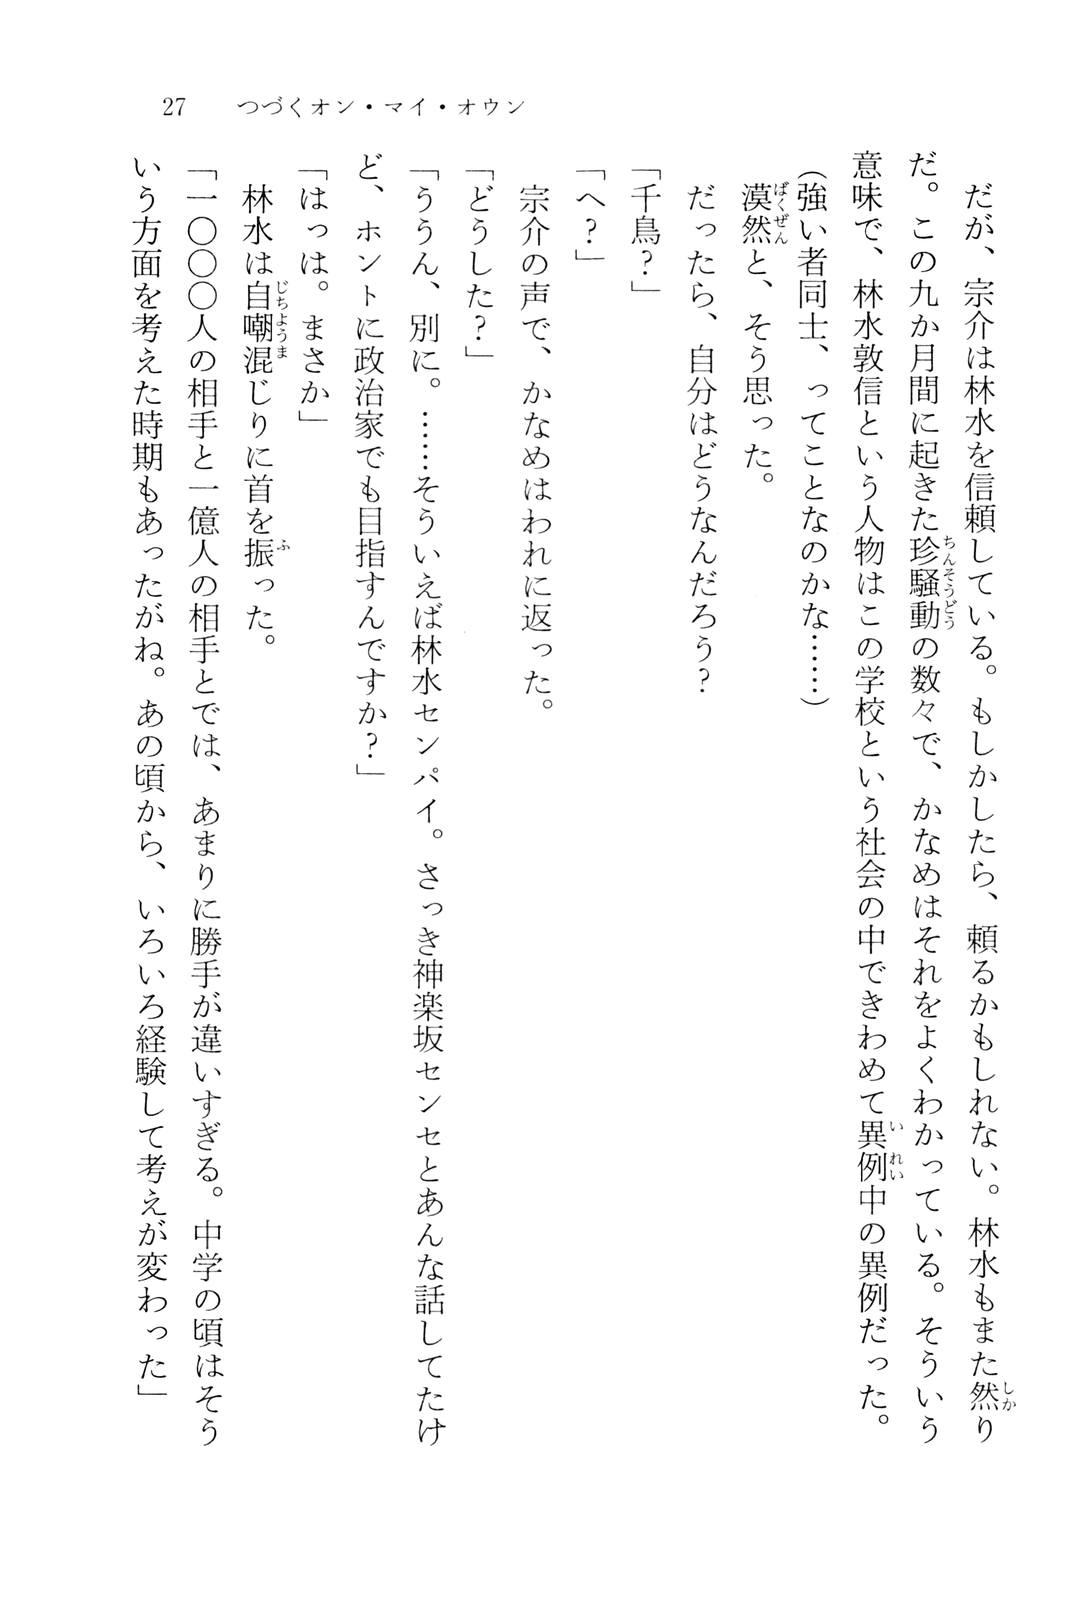 27　つづくオン・マイ・オウン
　だが、宗介は林水を信頼している。もしかしたら、頼るかもしれない。林水もまた然り
だ。この九か月間に起きた珍騒動の数々で、かなめはそれをよくわかっている。そういう
意味で、林水敦信という人物はこの学校という社会の中できわめて異例中の異例だった。
（強い者同士、ってことなのかな……）
　漠然と、そう思った。
　だったら、自分はどうなんだろう？
「千鳥？」
「へ？」
　宗介の声で、かなめはわれに返った。
「どうした？」
「ううん、別に。……そういえば林水センパイ。さっき神楽坂センセとあんな話してたけ
ど、ホントに政治家でも目指すんですか？」
「はっは。まさか」
　林水は自嘲混じりに首を振った。
「一〇〇〇人の相手と一億人の相手とでは、あまりに勝手が違いすぎる。中学の頃はそう
いう方面を考えた時期もあったがね。あの頃から、いろいろ経験して考えが変わった」